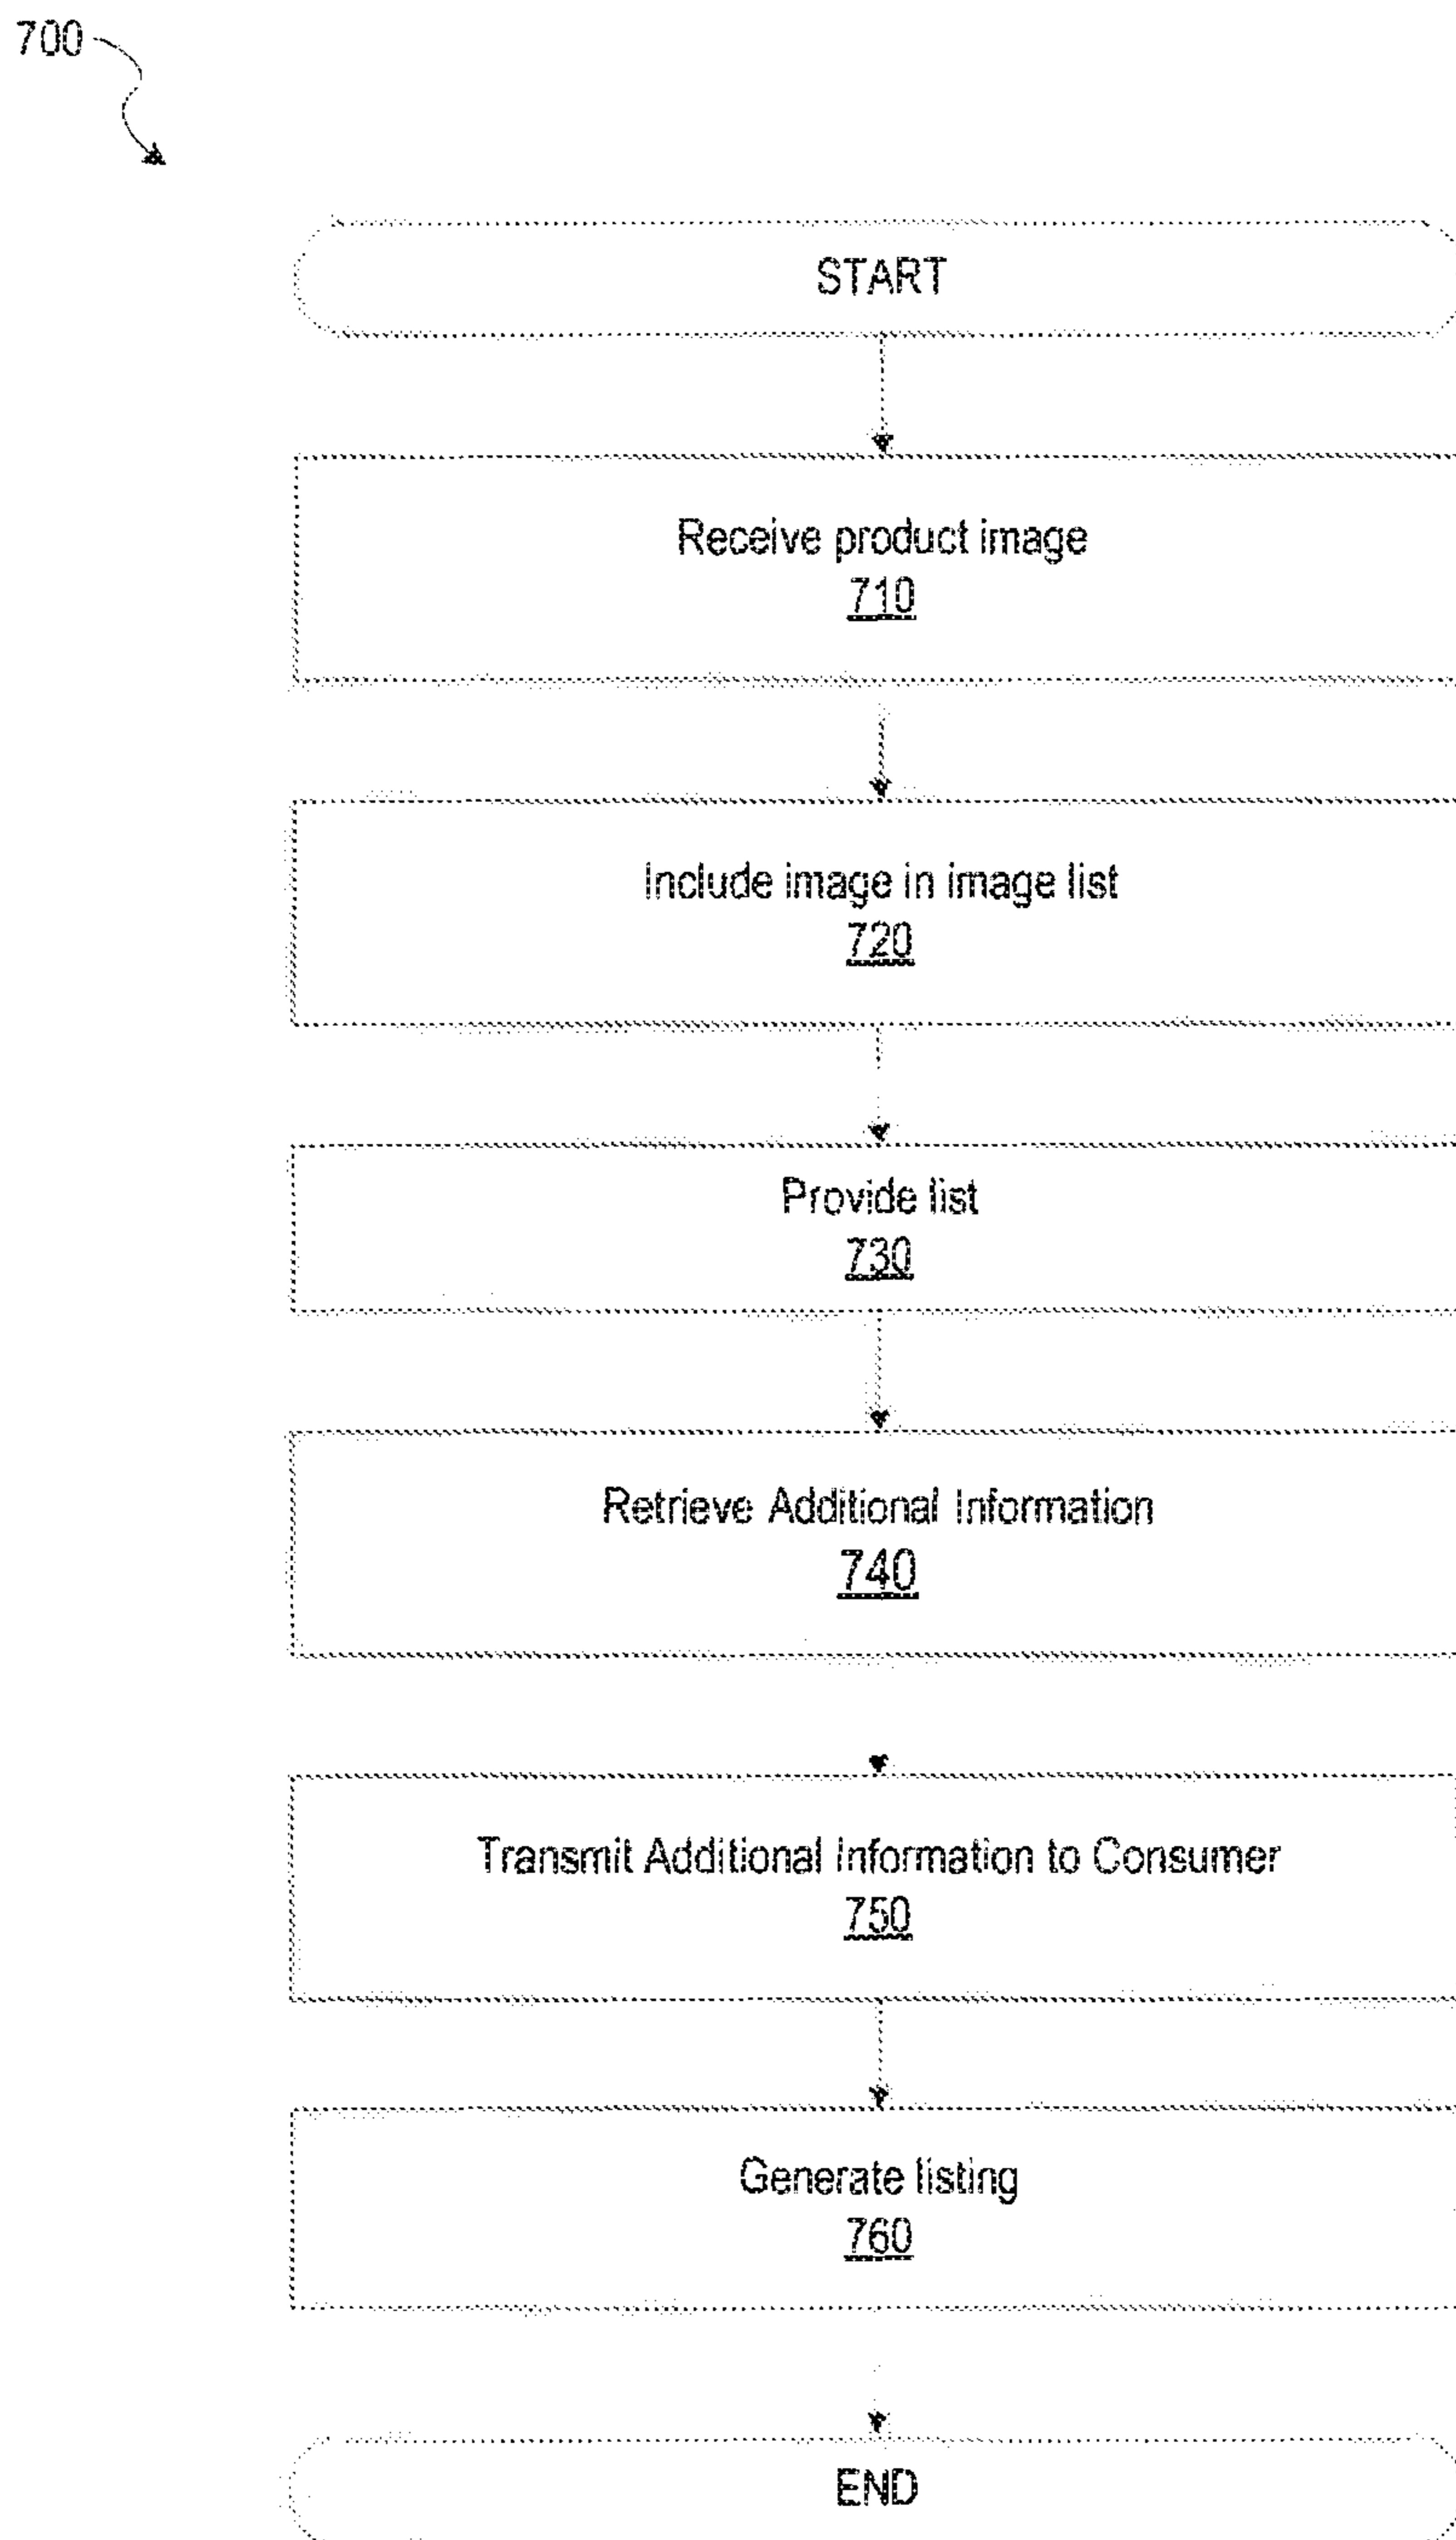 700
START
Receive product image
710
Include image in image list
720
Provide list
730
Retrieve Additional Information
740
Transmit Additional Information to Consumer
750
Generate listing
760
END